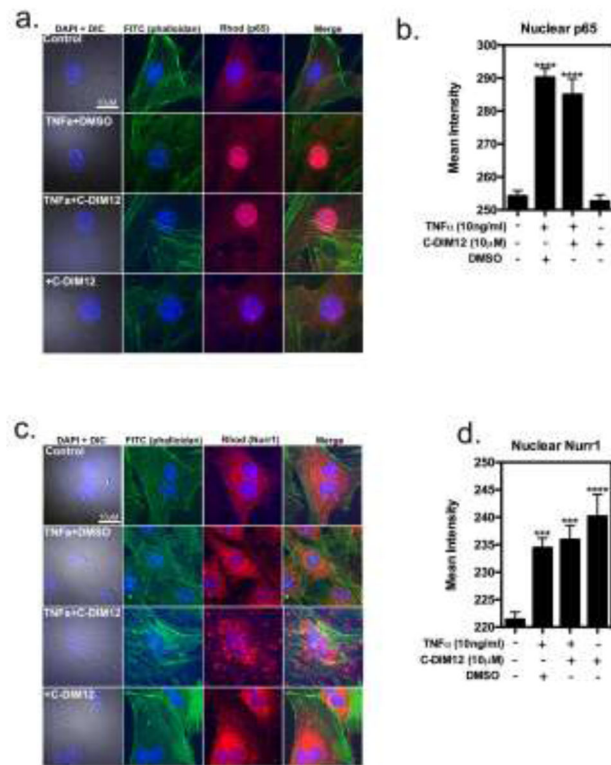 a.
DAPI + DIC FITC (phalloidan) Rhod (p65) Merge
Control
TNFa+DMSO
TNFa+C-DIM12
+C-DIM12
b.
Nuclear p65
Mean Intensity
300
290
280
270
260
250
**** ****
TNFα (10ng/ml) - + + -
C-DIM12 (10μM) - - + +
DMSO - + - -
c.
DAPI + DIC FITC (phalloidan) Rhod (Nurr1) Merge
Control
TNFa+DMSO
TNFa+C-DIM12
+C-DIM12
d.
Nuclear Nurr1
Mean Intensity
250
245
240
235
230
225
220
*** *** ****
TNFα (10ng/ml) - + + -
C-DIM12 (10μM) - - + +
DMSO - + - -